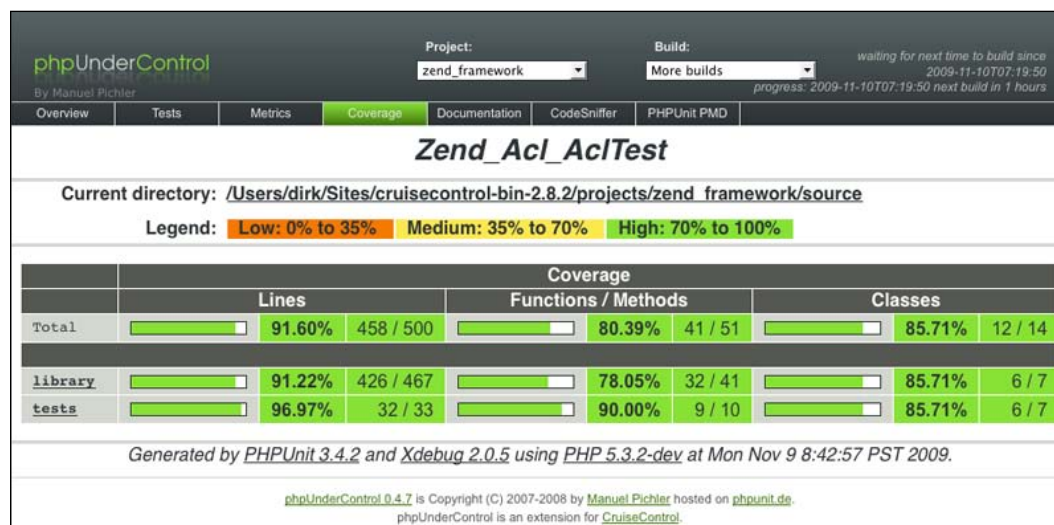 phpUnderControl
By Manuel Pichler
Project:
zend_framework
Build:
More builds
waiting for next time to build since
2009-11-10T07:19:50
progress: 2009-11-10T07:19:50 next build in 1 hours
Overview Tests Metrics Coverage Documentation CodeSniffer PHPUnit PMD
Zend_Acl_AclTest
Current directory: /Users/dirk/Sites/cruisecontrol-bin-2.8.2/projects/zend_framework/source
Legend: Low: 0% to 35% Medium: 35% to 70% High: 70% to 100%
Coverage
Lines Functions / Methods Classes
Total 91.60% 458 / 500 80.39% 41 / 51 85.71% 12 / 14
library 91.22% 426 / 467 78.05% 32 / 41 85.71% 6 / 7
tests 96.97% 32 / 33 90.00% 9 / 10 85.71% 6 / 7
Generated by PHPUnit 3.4.2 and Xdebug 2.0.5 using PHP 5.3.2-dev at Mon Nov 9 8:42:57 PST 2009.
phpUnderControl 0.4.7 is Copyright (C) 2007-2008 by Manuel Pichler hosted on phpunit.de.
phpUnderControl is an extension for CruiseControl.